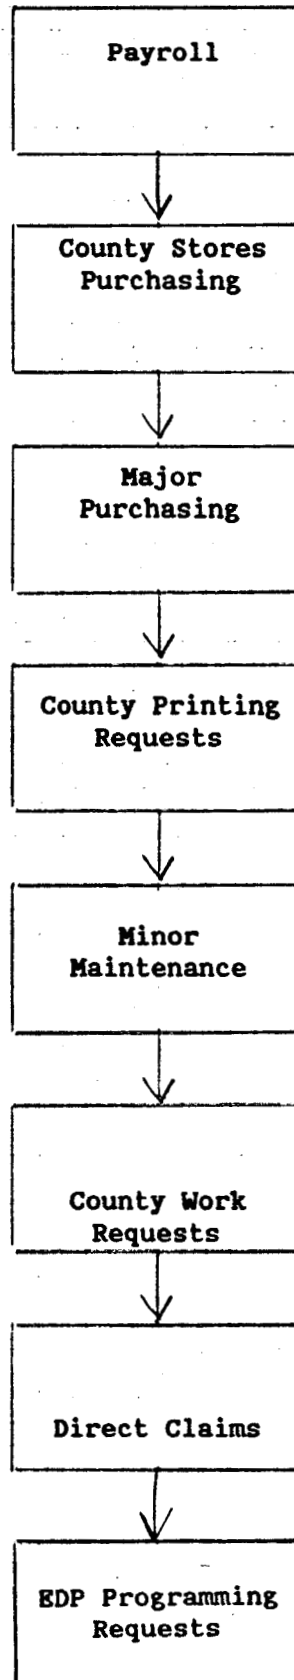 Payroll
County Stores
Purchasing
Major
Purchasing
County Printing
Requests
Minor
Maintenance
County Work
Requests
Direct Claims
EDP Programming
Requests